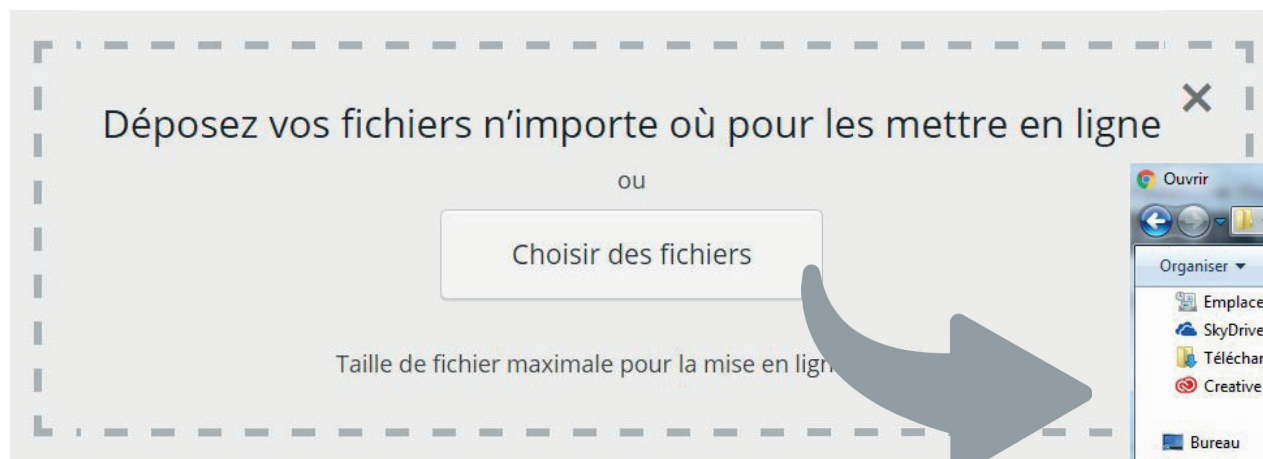 Déposez vos fichiers n’importe où pour les mettre en ligne
ou
Choisir des fichiers
Taille de fichier maximale pour la mise en
Ouvrir
Organiser
SkyDrive
Creative
Bureau